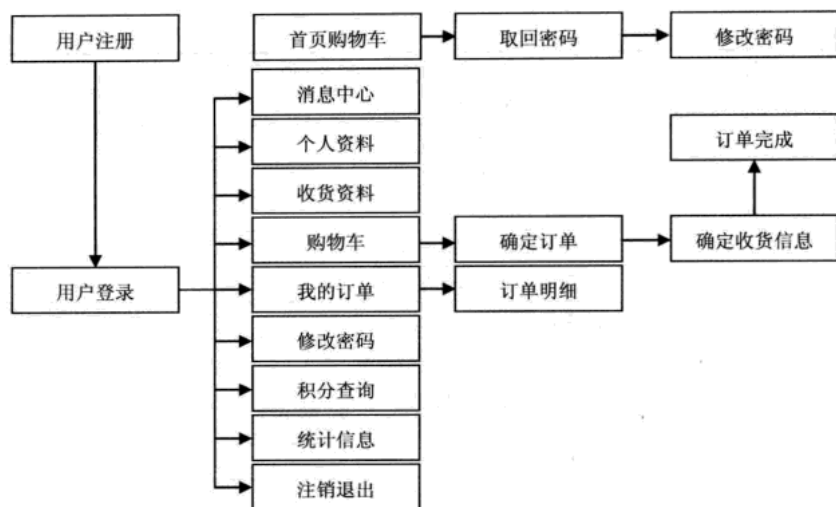 用户注册
首页购物车
取回密码
修改密码
消息中心
个人资料
订单完成
收货资料
购物车
确定订单
确定收货信息
用户登录
我的订单
订单明细
修改密码
积分查询
统计信息
注销退出